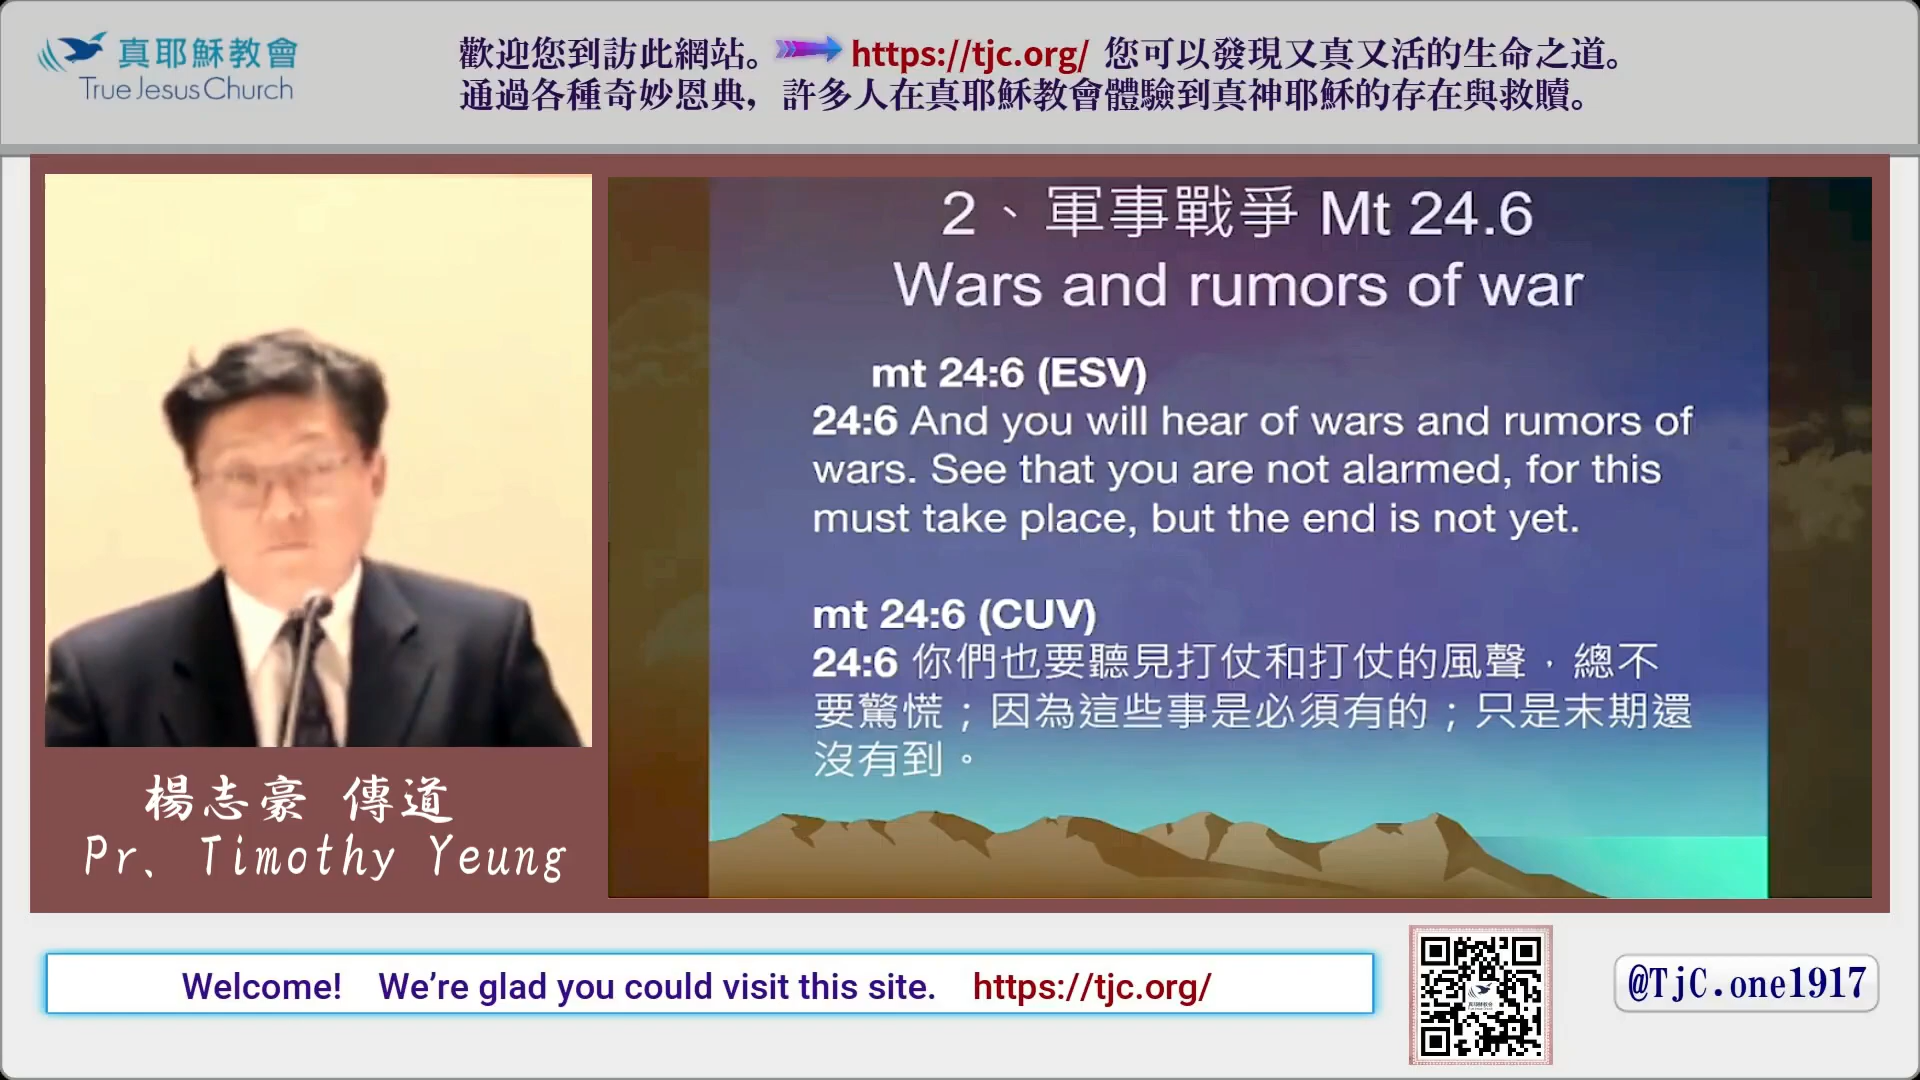 真耶穌教會
True Jesus Church
歡迎您到訪此網站。 https://tjc.org/ 您可以發現又真又活的生命之道。
通過各種奇妙恩典，許多人在真耶穌教會體驗到真神耶穌的存在與救贖。
2、軍事戰爭 Mt 24.6
Wars and rumors of war
mt 24:6 (ESV)
24:6 And you will hear of wars and rumors of
wars. See that you are not alarmed, for this
must take place, but the end is not yet.
mt 24:6 (CUV)
24:6 你們也要聽見打仗和打仗的風聲，總不
要驚慌；因為這些事是必須有的；只是末期還
沒有到。
楊志豪 傳道
Pr. Timothy Yeung
Welcome! We're glad you could visit this site. https://tjc.org/
@TjC.one1917